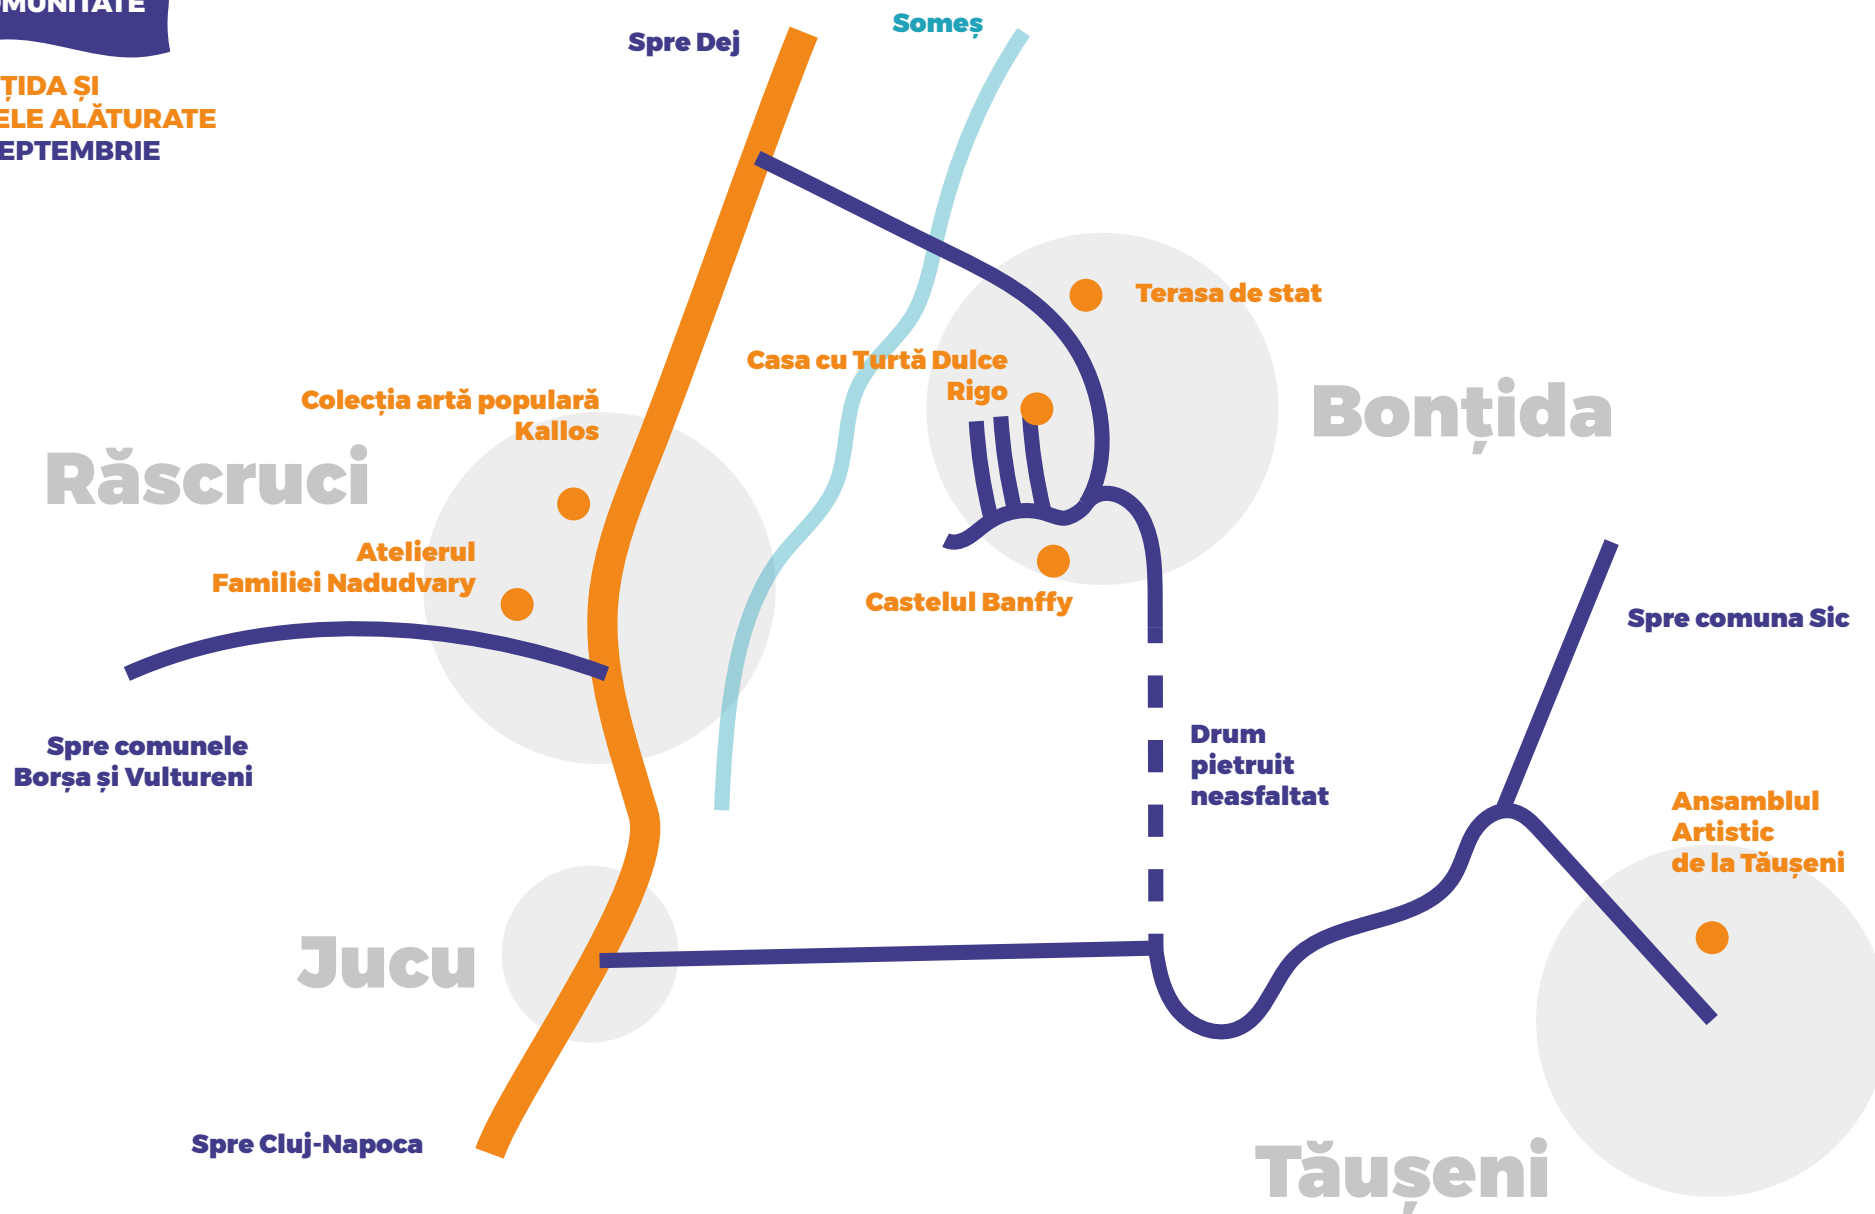 OMUNITATE
ȚIDA ȘI
ELE ALĂTURATE
EPTEMBRIE
Spre Dej
Someș
Terasa de stat
Casa cu Turtă Dulce
Rigo
Bonțida
Colecția artă populară
Kallos
Răscruci
Atelierul
Familiei Nadudvary
Castelul Banffy
Spre comuna Sic
Spre comunele
Borșa și Vultureni
Drum
pietruit
neasfaltat
Ansamblul
Artistic
de la Tăușeni
Jucu
Spre Cluj-Napoca
Tăușeni